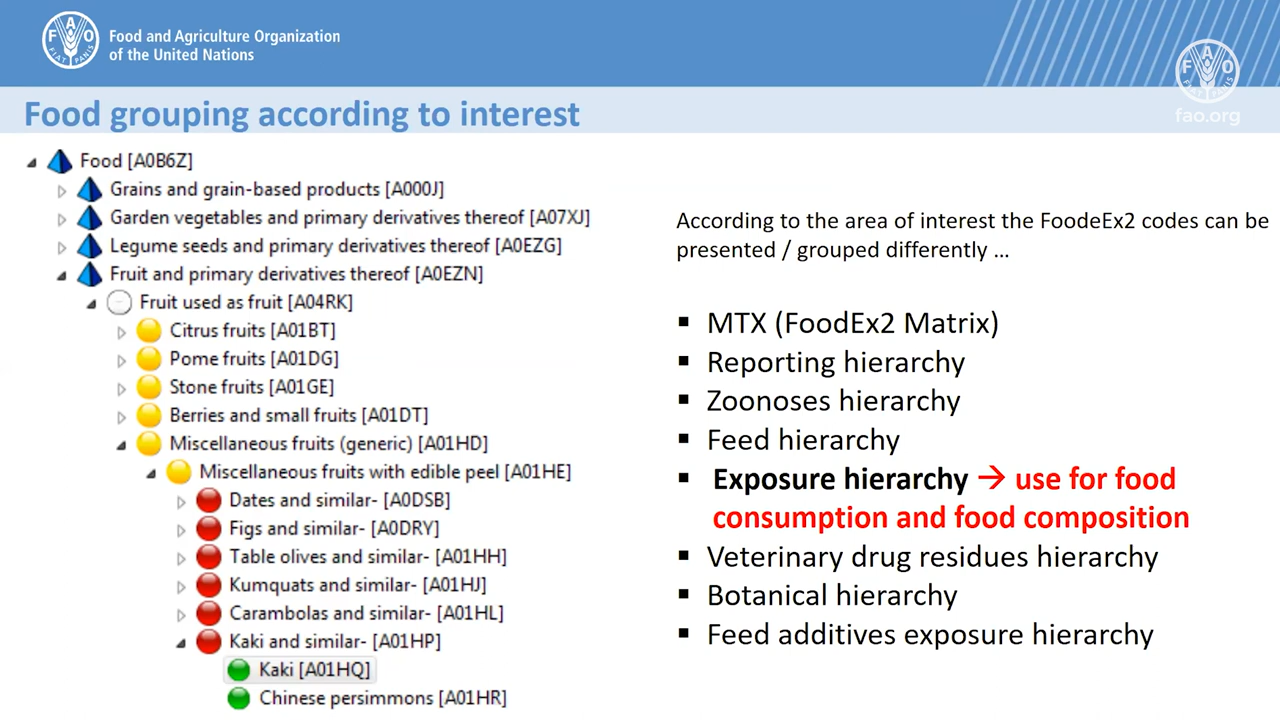 FAO
FIAT PANIS
Food and Agriculture Organization
of the United Nations
FAO
FIAT PANIS
fao.org
Food grouping according to interest
Food [A0B6Z]
Grains and grain-based products [A000J]
Garden vegetables and primary derivatives thereof [A07XJ]
Legume seeds and primary derivatives thereof [A0EZG]
Fruit and primary derivatives thereof [A0EZN]
Fruit used as fruit [A04RK]
Citrus fruits [A01BT]
Pome fruits [A01DG]
Stone fruits [A01GE]
Berries and small fruits [A01DT]
Miscellaneous fruits (generic) [A01HD]
Miscellaneous fruits with edible peel [A01HE]
Dates and similar- [A0DSB]
Figs and similar- [A0DRY]
Table olives and similar- [A01HH]
Kumquats and similar- [A01HJ]
Carambolas and similar- [A01HL]
Kaki and similar- [A01HP]
Kaki [A01HQ]
Chinese persimmons [A01HR]
According to the area of interest the FoodeEx2 codes can be
presented / grouped differently ...
▪ MTX (FoodEx2 Matrix)
▪ Reporting hierarchy
▪ Zoonoses hierarchy
▪ Feed hierarchy
▪ Exposure hierarchy → use for food
consumption and food composition
▪ Veterinary drug residues hierarchy
▪ Botanical hierarchy
▪ Feed additives exposure hierarchy